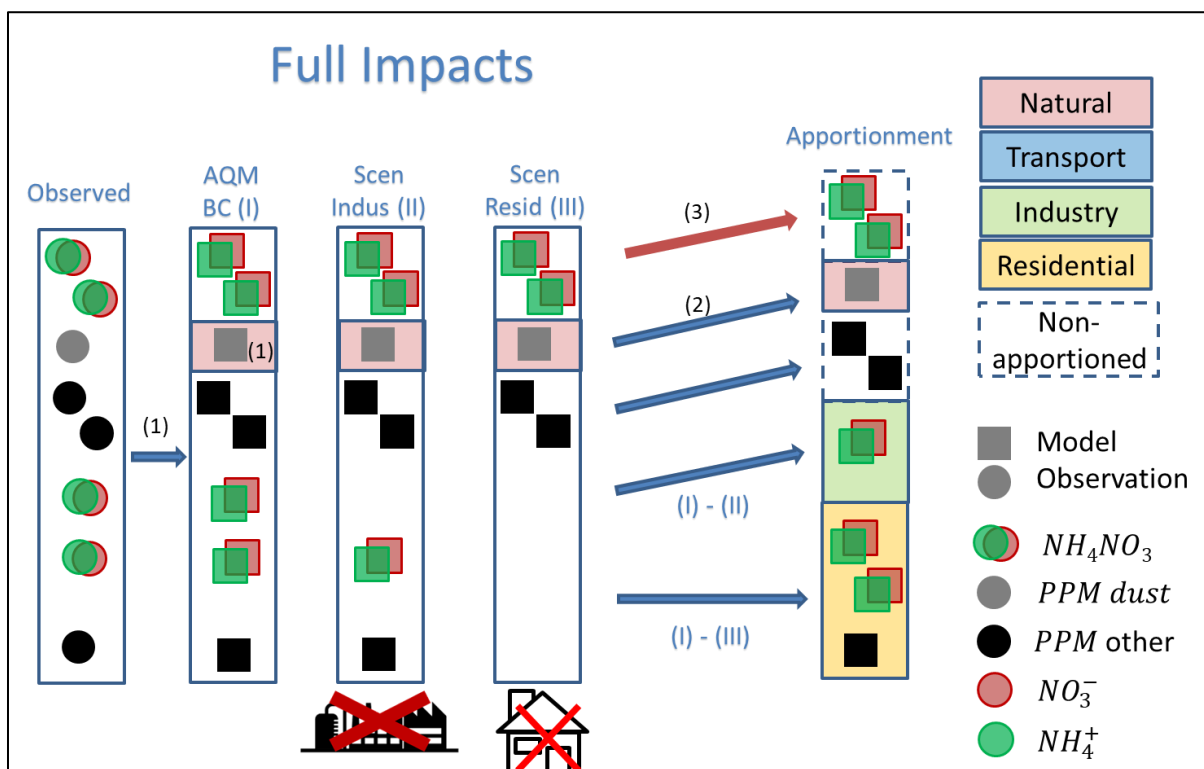 Full Impacts
Observed
AQM
BC (I)
Scen
Indus (II)
Scen
Resid (III)
Apportionment
(1)
(1)
(3)
(2)
(I) - (II)
(I) - (III)
Natural
Transport
Industry
Residential
Non-
apportioned
Model
Observation
NH₄NO₃
PPM dust
PPM other
NO₃⁻
NH₄⁺